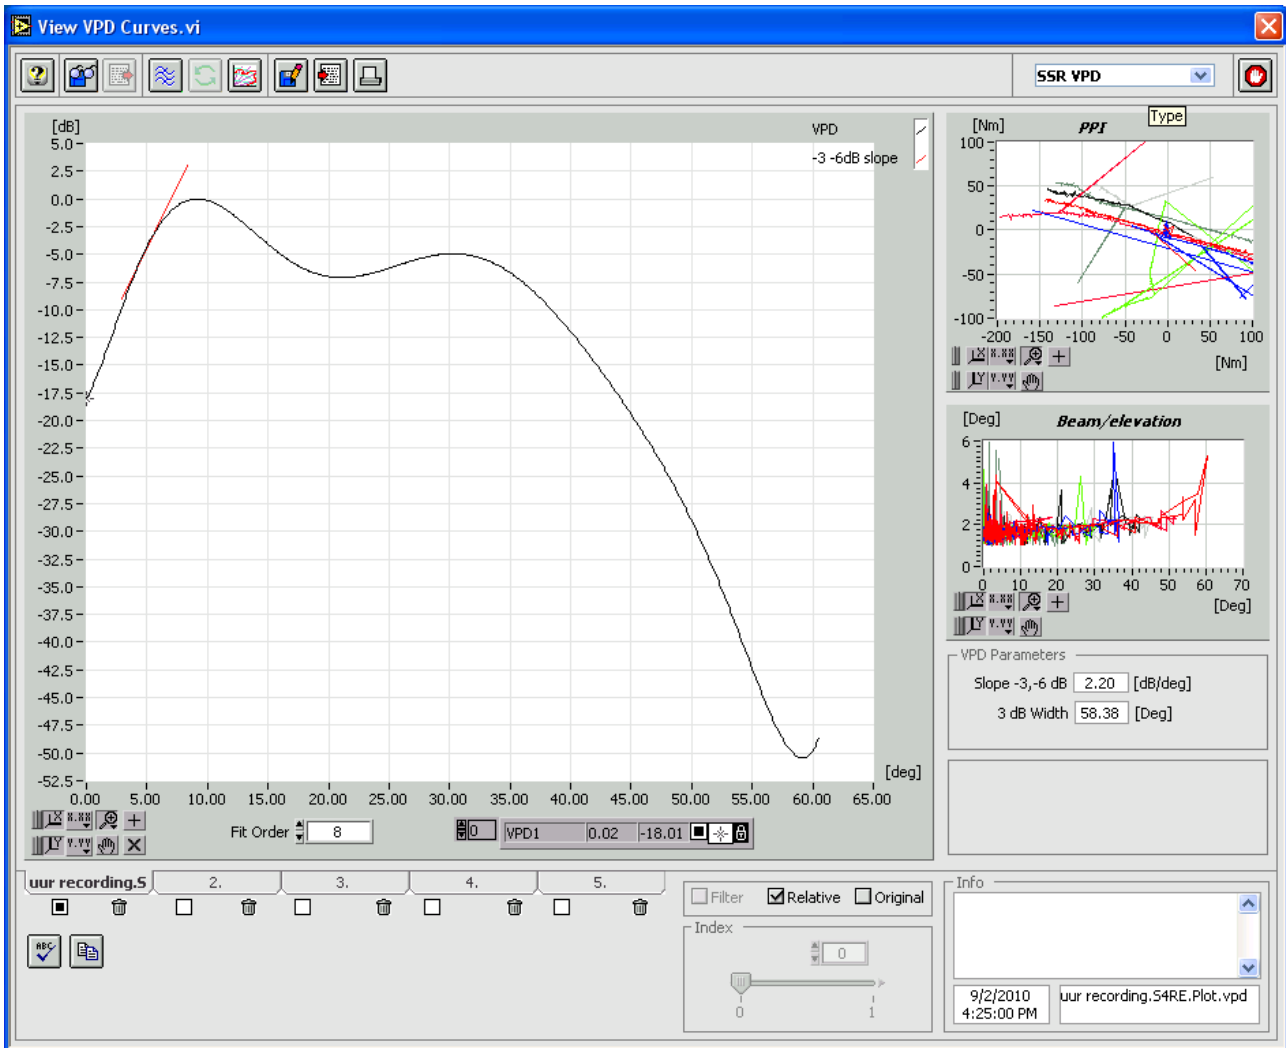 View VPD Curves.vi
SSR VPD
Type
[dB]
5.0
2.5
0.0
-2.5
-5.0
-7.5
-10.0
-12.5
-15.0
-17.5
-20.0
-22.5
-25.0
-27.5
-30.0
-32.5
-35.0
-37.5
-40.0
-42.5
-45.0
-47.5
-50.0
-52.5
VPD
-3 -6dB slope
[deg]
0.00 5.00 10.00 15.00 20.00 25.00 30.00 35.00 40.00 45.00 50.00 55.00 60.00 65.00
Fit Order 8
0 VPD1 0.02 -18.01
[Nm] PPI
100
50
0
-50
-100
-200 -150 -100 -50 0 50 100
[Nm]
[Deg] Beam/elevation
6
4
2
0
0 10 20 30 40 50 60 70
[Deg]
VPD Parameters
Slope -3,-6 dB 2.20 [dB/deg]
3 dB Width 58.38 [Deg]
uur recording.S 2. 3. 4. 5.
ABC
Filter Relative Original
Index
0
0 1
Info
9/2/2010
4:25:00 PM
uur recording.S4RE.Plot.vpd